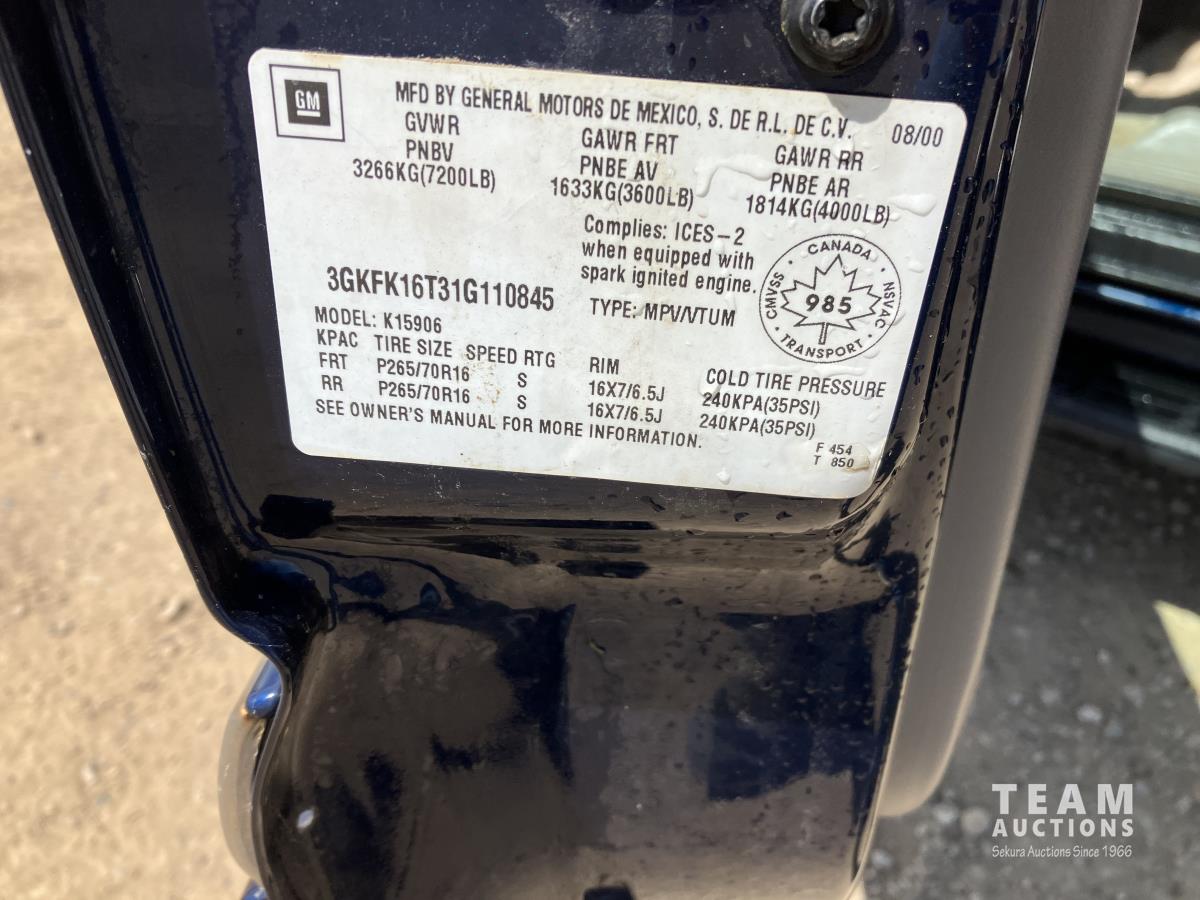 GM
MFD BY GENERAL MOTORS DE MEXICO, S. DE R.L. DE C.V. 08/00
GVWR GAWR FRT GAWR RR
PNBV PNBE AV PNBE AR
3266KG(7200LB) 1633KG(3600LB) 1814KG(4000LB)
Complies: ICES-2
when equipped with
spark ignited engine.
3GKFK16T31G110845 TYPE: MPV/VTUM
CANADA
CMVSS 985 NSVAC
TRANSPORT
MODEL: K15906
KPAC TIRE SIZE SPEED RTG RIM COLD TIRE PRESSURE
FRT P265/70R16 S 16X7/6.5J 240KPA(35PSI)
RR P265/70R16 S 16X7/6.5J 240KPA(35PSI)
SEE OWNER'S MANUAL FOR MORE INFORMATION.
F 454
T 850
TEAM
AUCTIONS
Sekura Auctions Since 1966